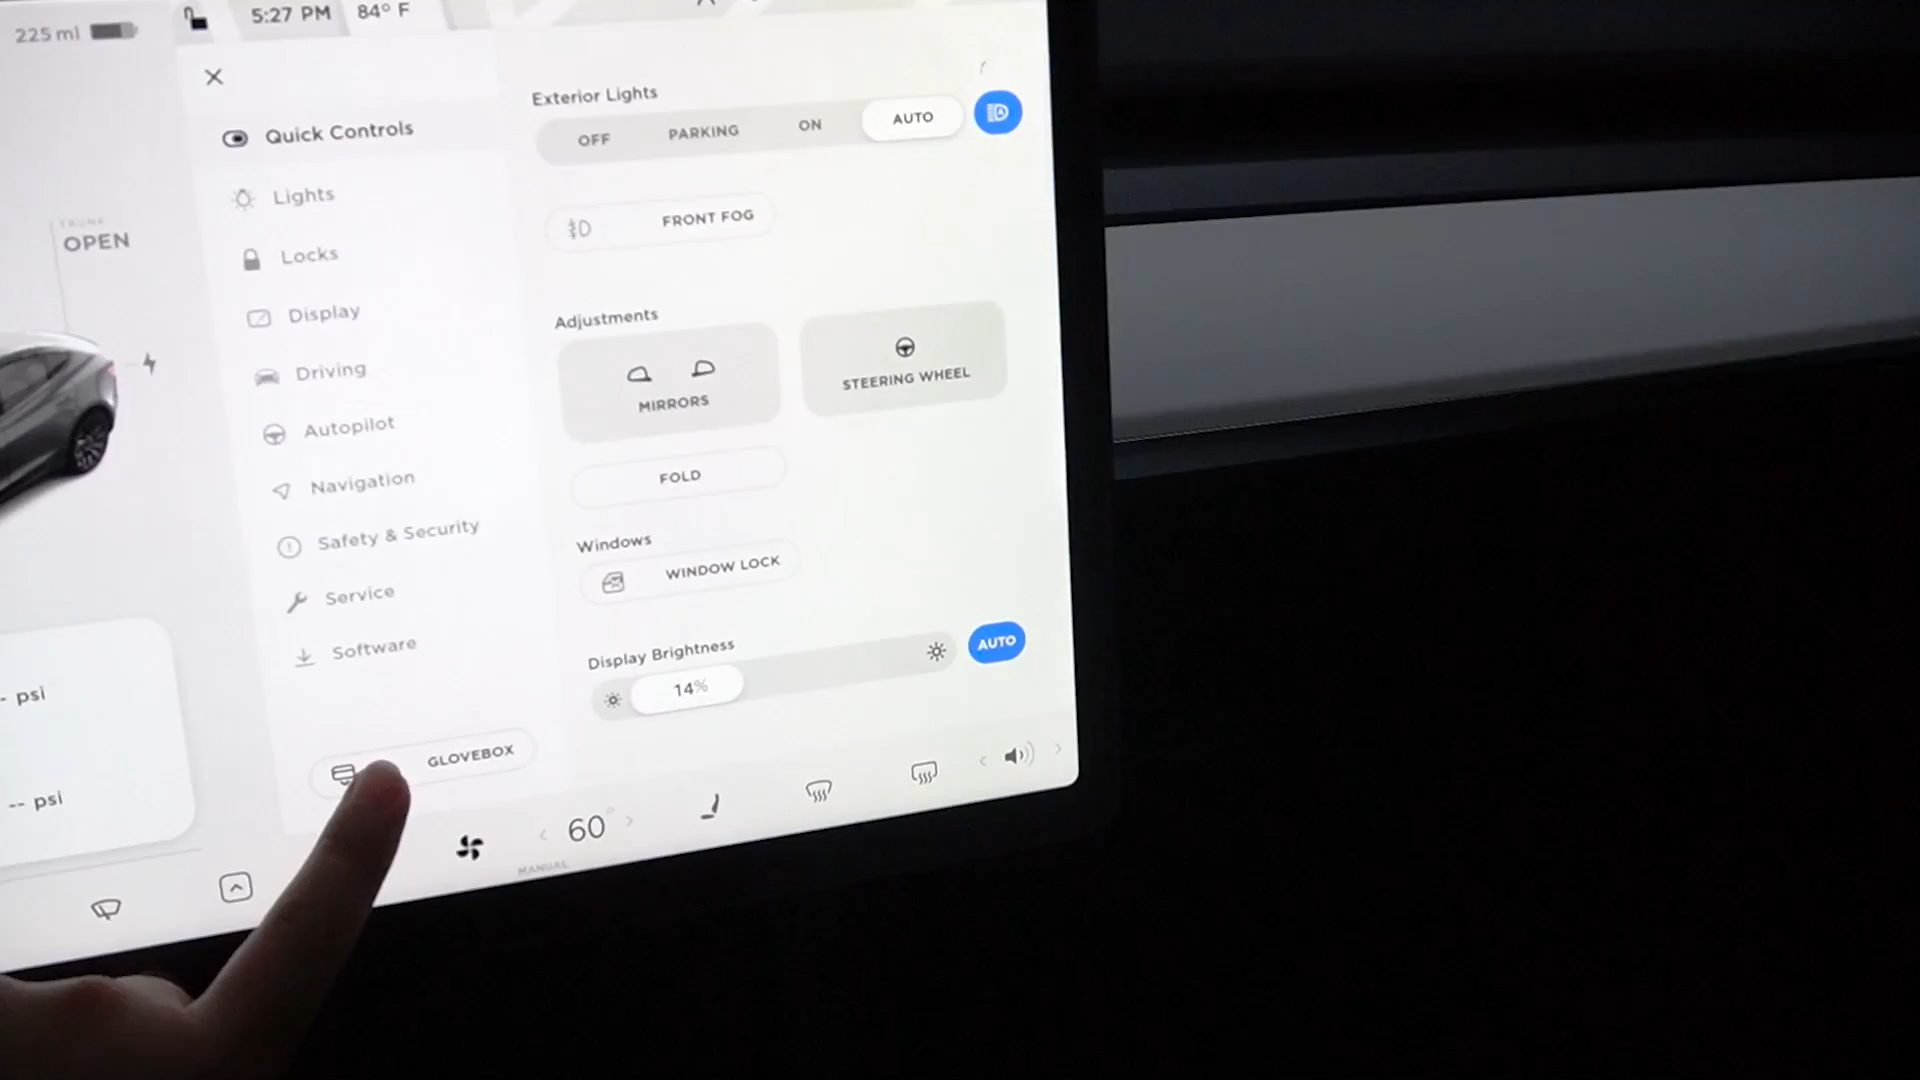 225 mi
5:27 PM
84° F
Quick Controls
Lights
Locks
Display
Driving
Autopilot
Navigation
Safety & Security
Service
Software
GLOVEBOX
TRUNK
OPEN
- psi
-- psi
Exterior Lights
OFF PARKING ON AUTO
FRONT FOG
Adjustments
MIRRORS
STEERING WHEEL
FOLD
Windows
WINDOW LOCK
Display Brightness
14%
AUTO
60°
MANUAL